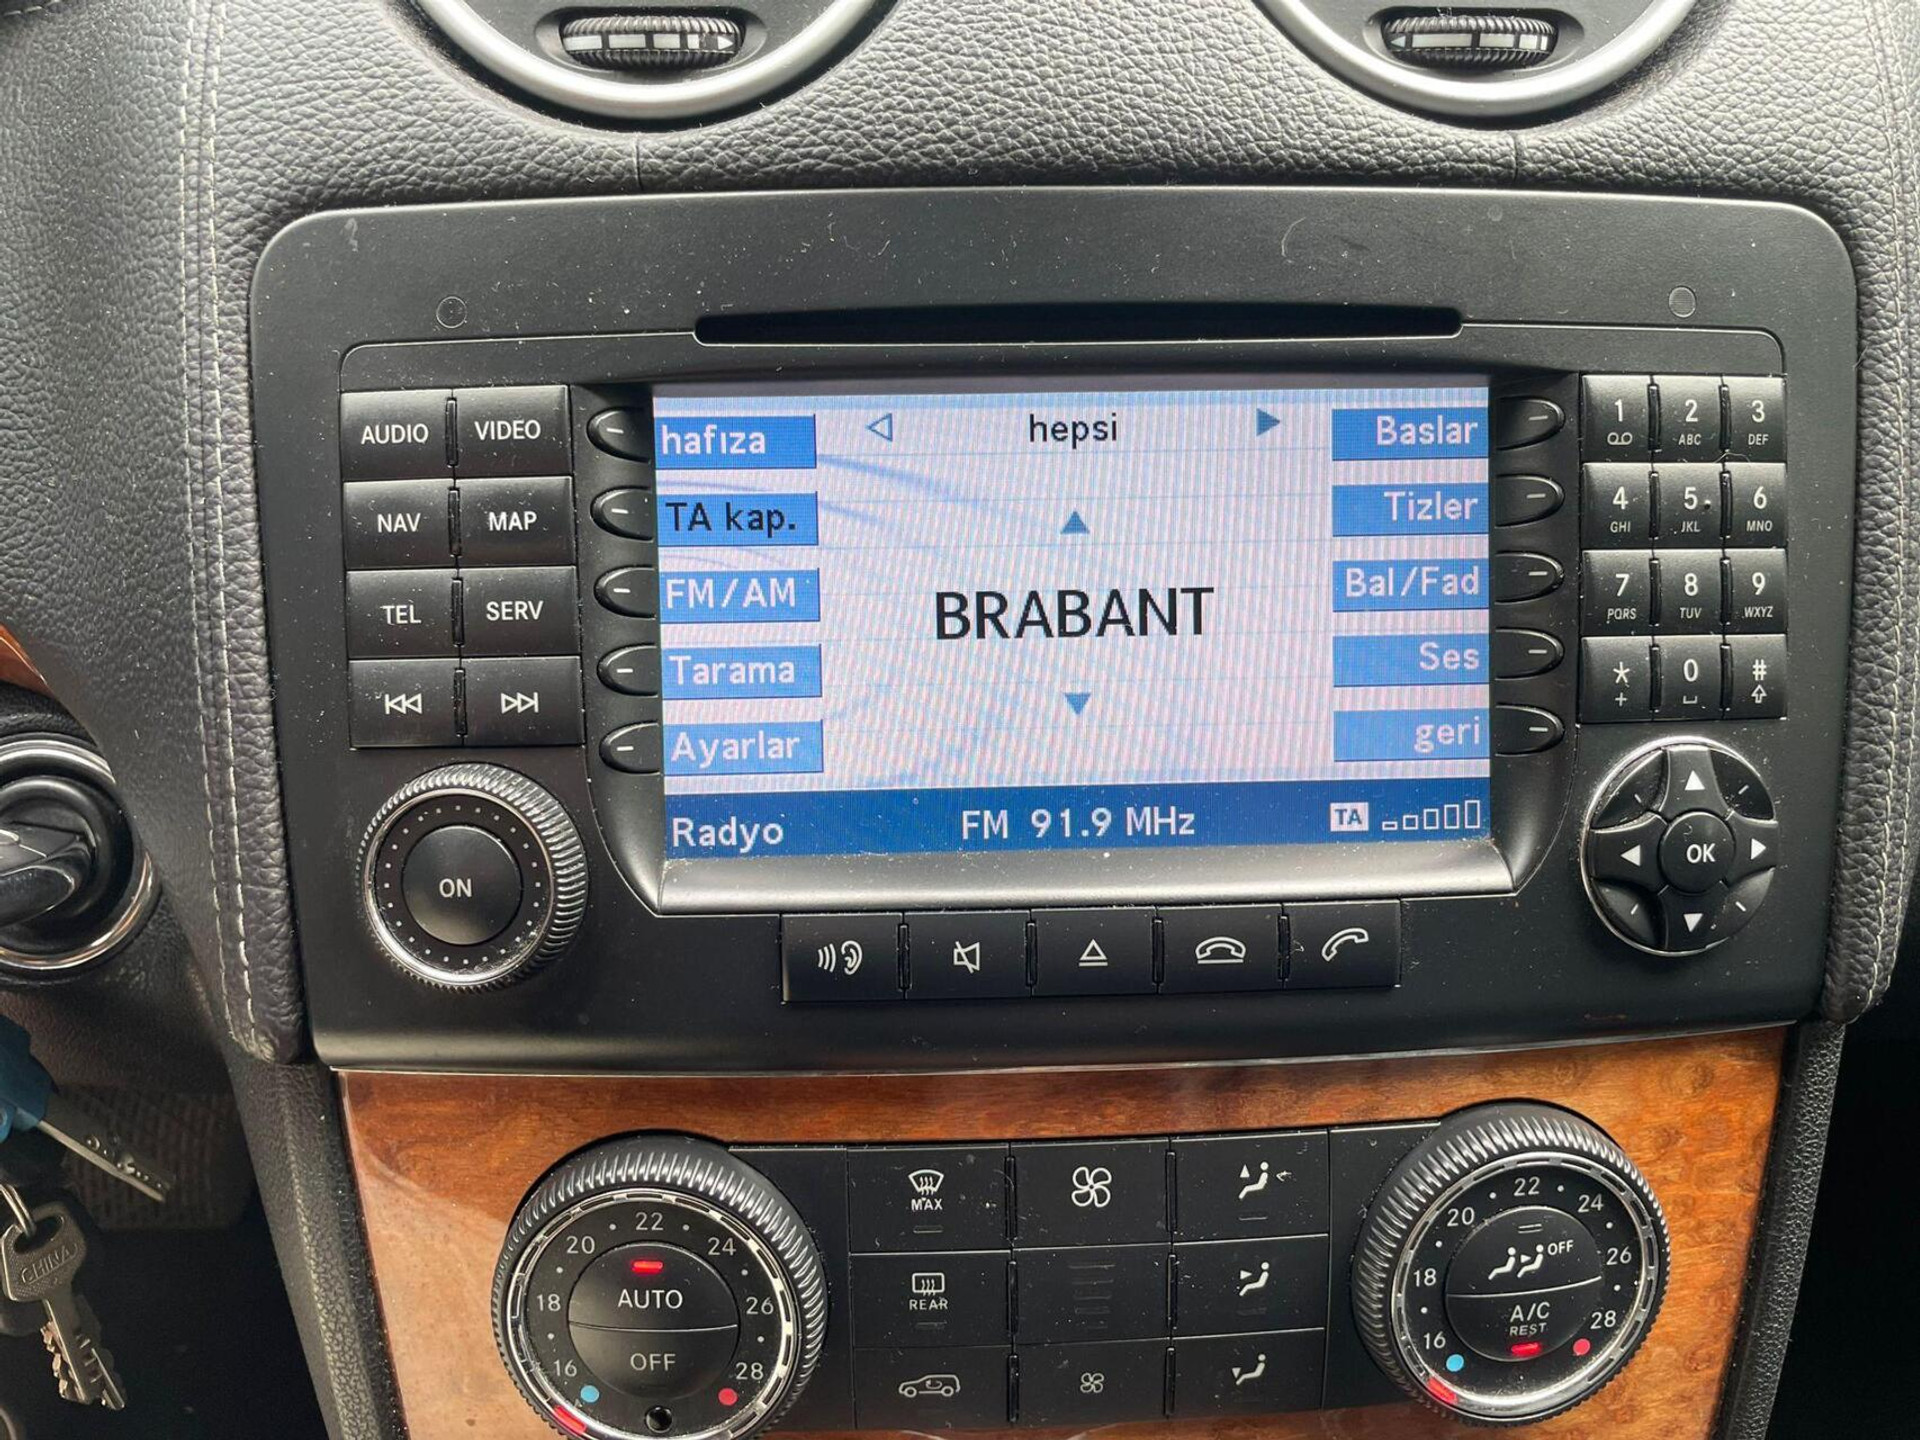 AUDIO VIDEO
NAV MAP
TEL SERV
ON
hafıza hepsi Baslar
TA kap. Tizler
FM/AM BRABANT Bal/Fad
Tarama Ses
Ayarlar geri
Radyo FM 91.9 MHz TA
1 2 3
ABC DEF
4 5 6
GHI JKL MNO
7 8 9
PQRS TUV WXYZ
* 0 #
+
OK
MAX
REAR
22
20 24
18 AUTO 26
16 OFF 28
22
20 24
18 OFF 26
16 A/C 28
REST
CHINA